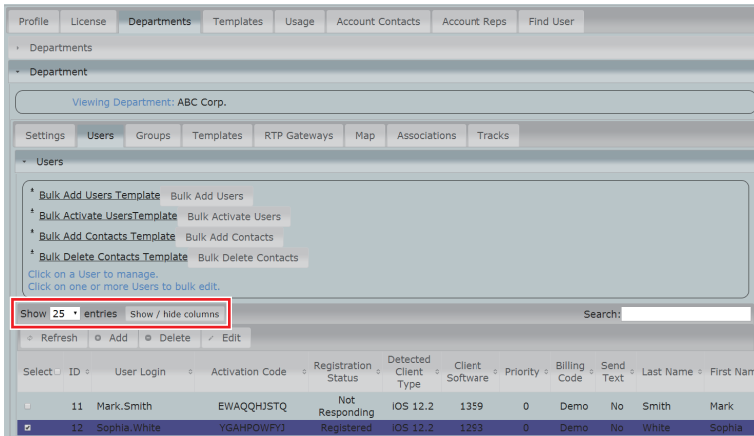 Profile License Departments Templates Usage Account Contacts Account Reps Find User
Departments
Department
Viewing Department: ABC Corp.
Settings Users Groups Templates RTP Gateways Map Associations Tracks
Users
Bulk Add Users Template Bulk Add Users
Bulk Activate UsersTemplate Bulk Activate Users
Bulk Add Contacts Template Bulk Add Contacts
Bulk Delete Contacts Template Bulk Delete Contacts
Click on a User to manage.
Click on one or more Users to bulk edit.
Show 25 entries Show / hide columns Search:
Refresh Add Delete Edit
Select ID User Login Activation Code Registration Status Detected Client Type Client Software Priority Billing Code Send Text Last Name First Nam
11 Mark.Smith EWAQQHJSTQ Not Responding iOS 12.2 1359 0 Demo No Smith Mark
12 Sophia.White YGAHPOWFYJ Registered iOS 12.2 1293 0 Demo No White Sophia